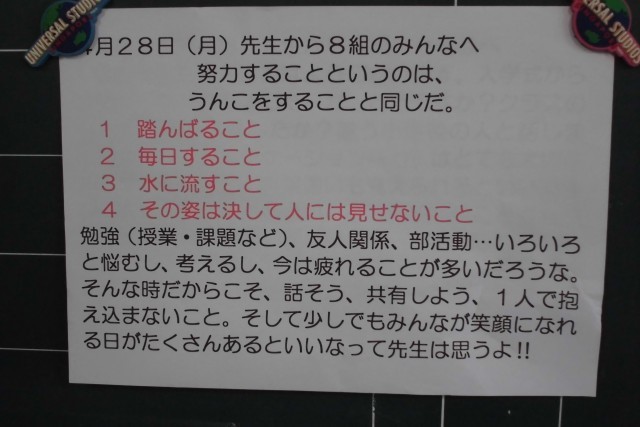 UNIVERSAL STUDIOS
UNIVERSAL STUDIOS
4月28日（月）先生から8組のみんなへ
努力することというのは、
うんこをすることと同じだ。
1 踏んばること
2 毎日すること
3 水に流すこと
4 その姿は決して人には見せないこと
勉強（授業・課題など）、友人関係、部活動…いろいろ
と悩むし、考えるし、今は疲れることが多いだろうな。
そんな時だからこそ、話そう、共有しよう、1人で抱
え込まないこと。そして少しでもみんなが笑顔になれ
る日がたくさんあるといいなって先生は思うよ!!